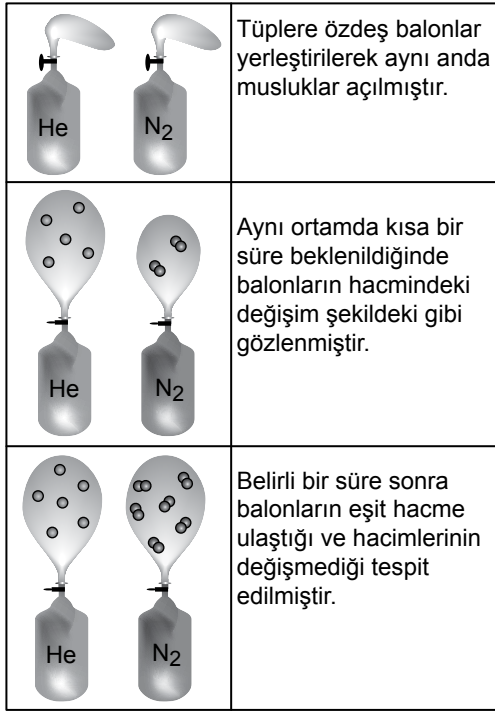 He
N2
Tüplere özdeş balonlar
yerleştirilerek aynı anda
musluklar açılmıştır.
He
N2
Aynı ortamda kısa bir
süre beklenildiğinde
balonların hacmindeki
değişim şekildeki gibi
gözlenmiştir.
He
N2
Belirli bir süre sonra
balonların eşit hacme
ulaştığı ve hacimlerinin
değişmediği tespit
edilmiştir.